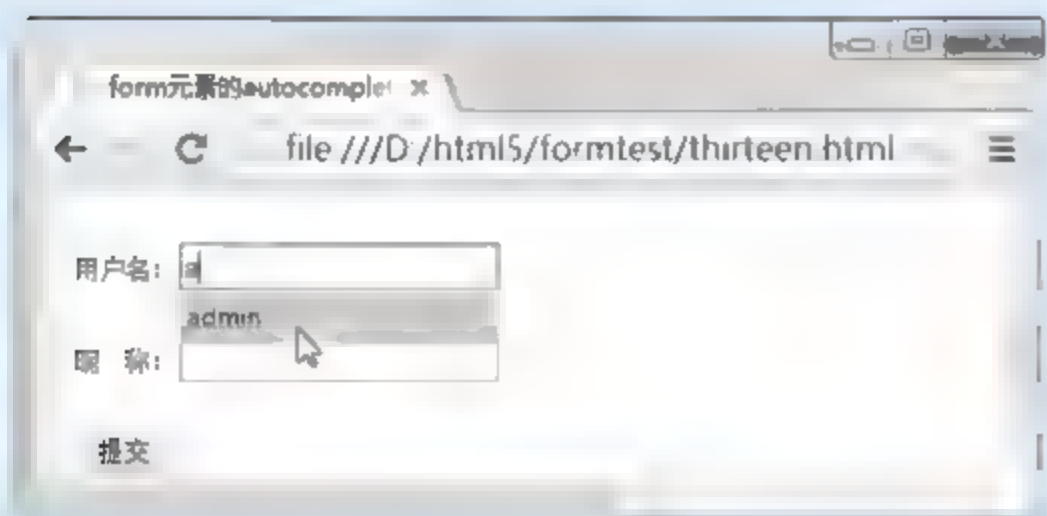 form元素的autocomplet
file:///D:/html5/formtest/thirteen.html
用户名: a
admin
昵 称:
提交